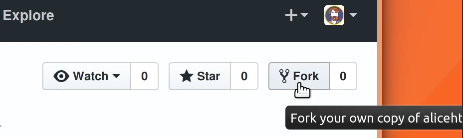 Explore
Watch 0 Star 0 Fork 0
Fork your own copy of aliceht